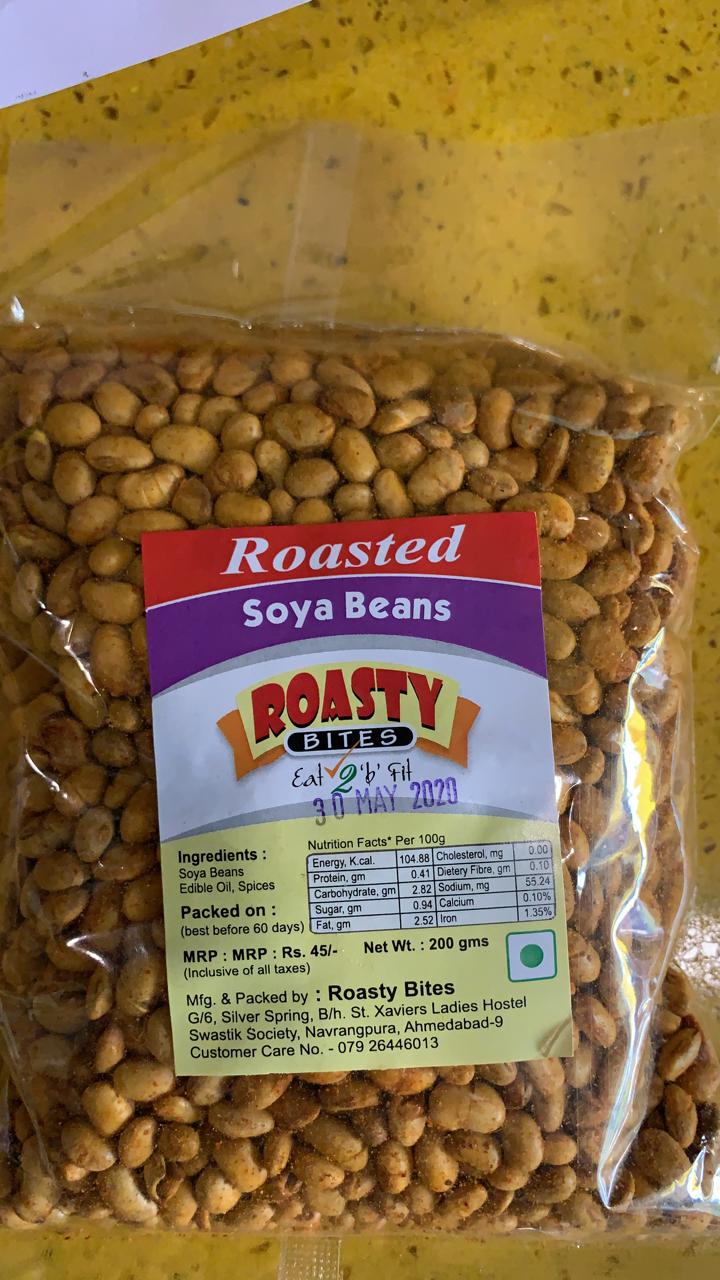 Roasted
Soya Beans
ROASTY
BITES
Eat 2 'b' Fit
30 MAY 2020
Nutrition Facts* Per 100g
Energy, K.cal. 104.88 Cholesterol, mg 0.00
Protein, gm 0.41 Dietery Fibre, gm 0.10
Carbohydrate, gm 2.82 Sodium, mg 55.24
Sugar, gm 0.94 Calcium 0.10%
Fat, gm 2.52 Iron 1.35%
Ingredients :
Soya Beans
Edible Oil, Spices
Packed on :
(best before 60 days)
MRP : MRP : Rs. 45/- Net Wt. : 200 gms
(Inclusive of all taxes)
Mfg. & Packed by : Roasty Bites
G/6, Silver Spring, B/h. St. Xaviers Ladies Hostel
Swastik Society, Navrangpura, Ahmedabad-9
Customer Care No. - 079 26446013